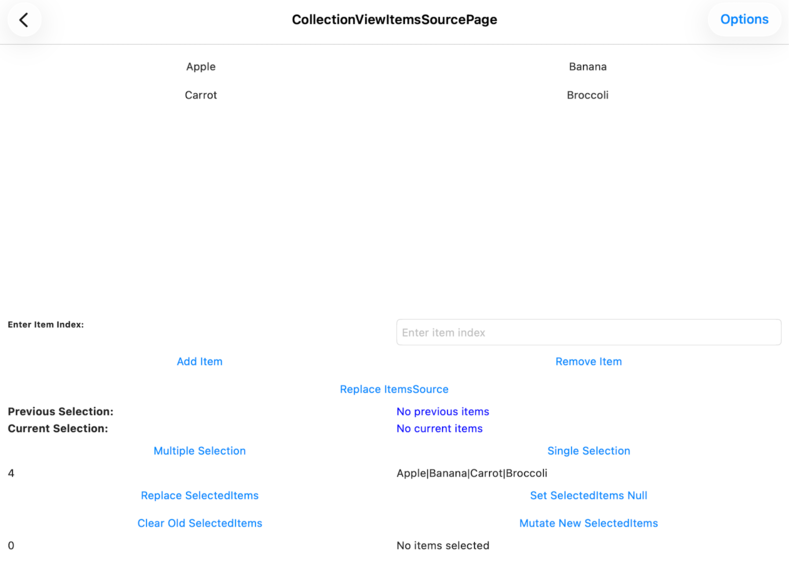 CollectionViewItemsSourcePage Options
Apple Banana
Carrot Broccoli
Enter Item Index: Enter item index
Add Item Remove Item
Replace ItemsSource
Previous Selection: No previous items
Current Selection: No current items
Multiple Selection Single Selection
4 Apple|Banana|Carrot|Broccoli
Replace SelectedItems Set SelectedItems Null
Clear Old SelectedItems Mutate New SelectedItems
0 No items selected